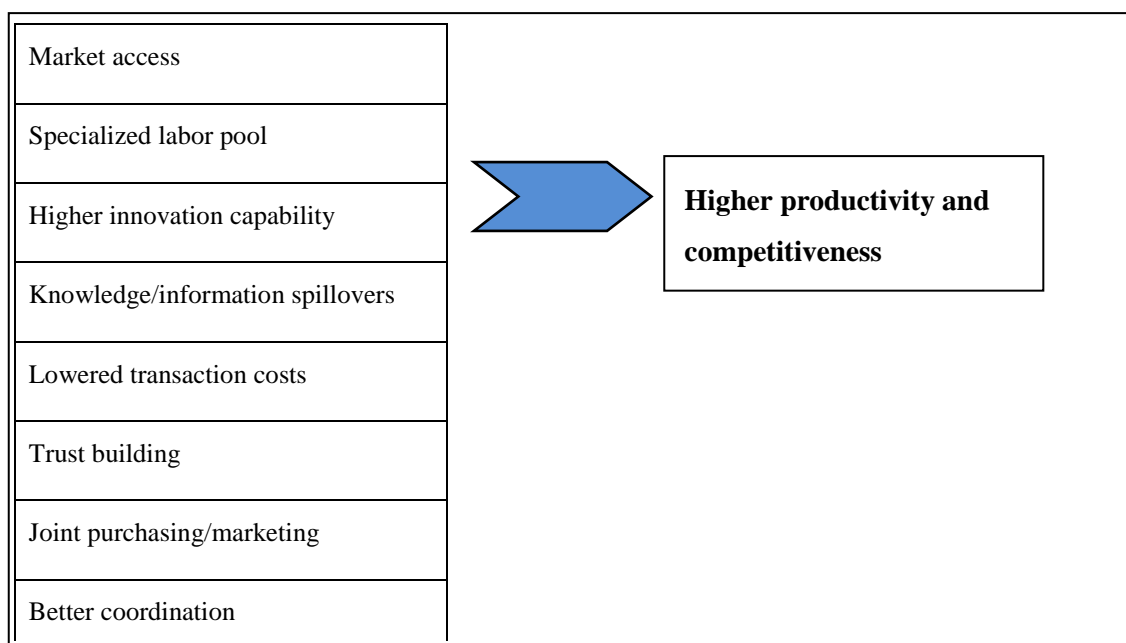 Market access
Specialized labor pool
Higher innovation capability
Knowledge/information spillovers
Lowered transaction costs
Trust building
Joint purchasing/marketing
Better coordination
Higher productivity and
competitiveness